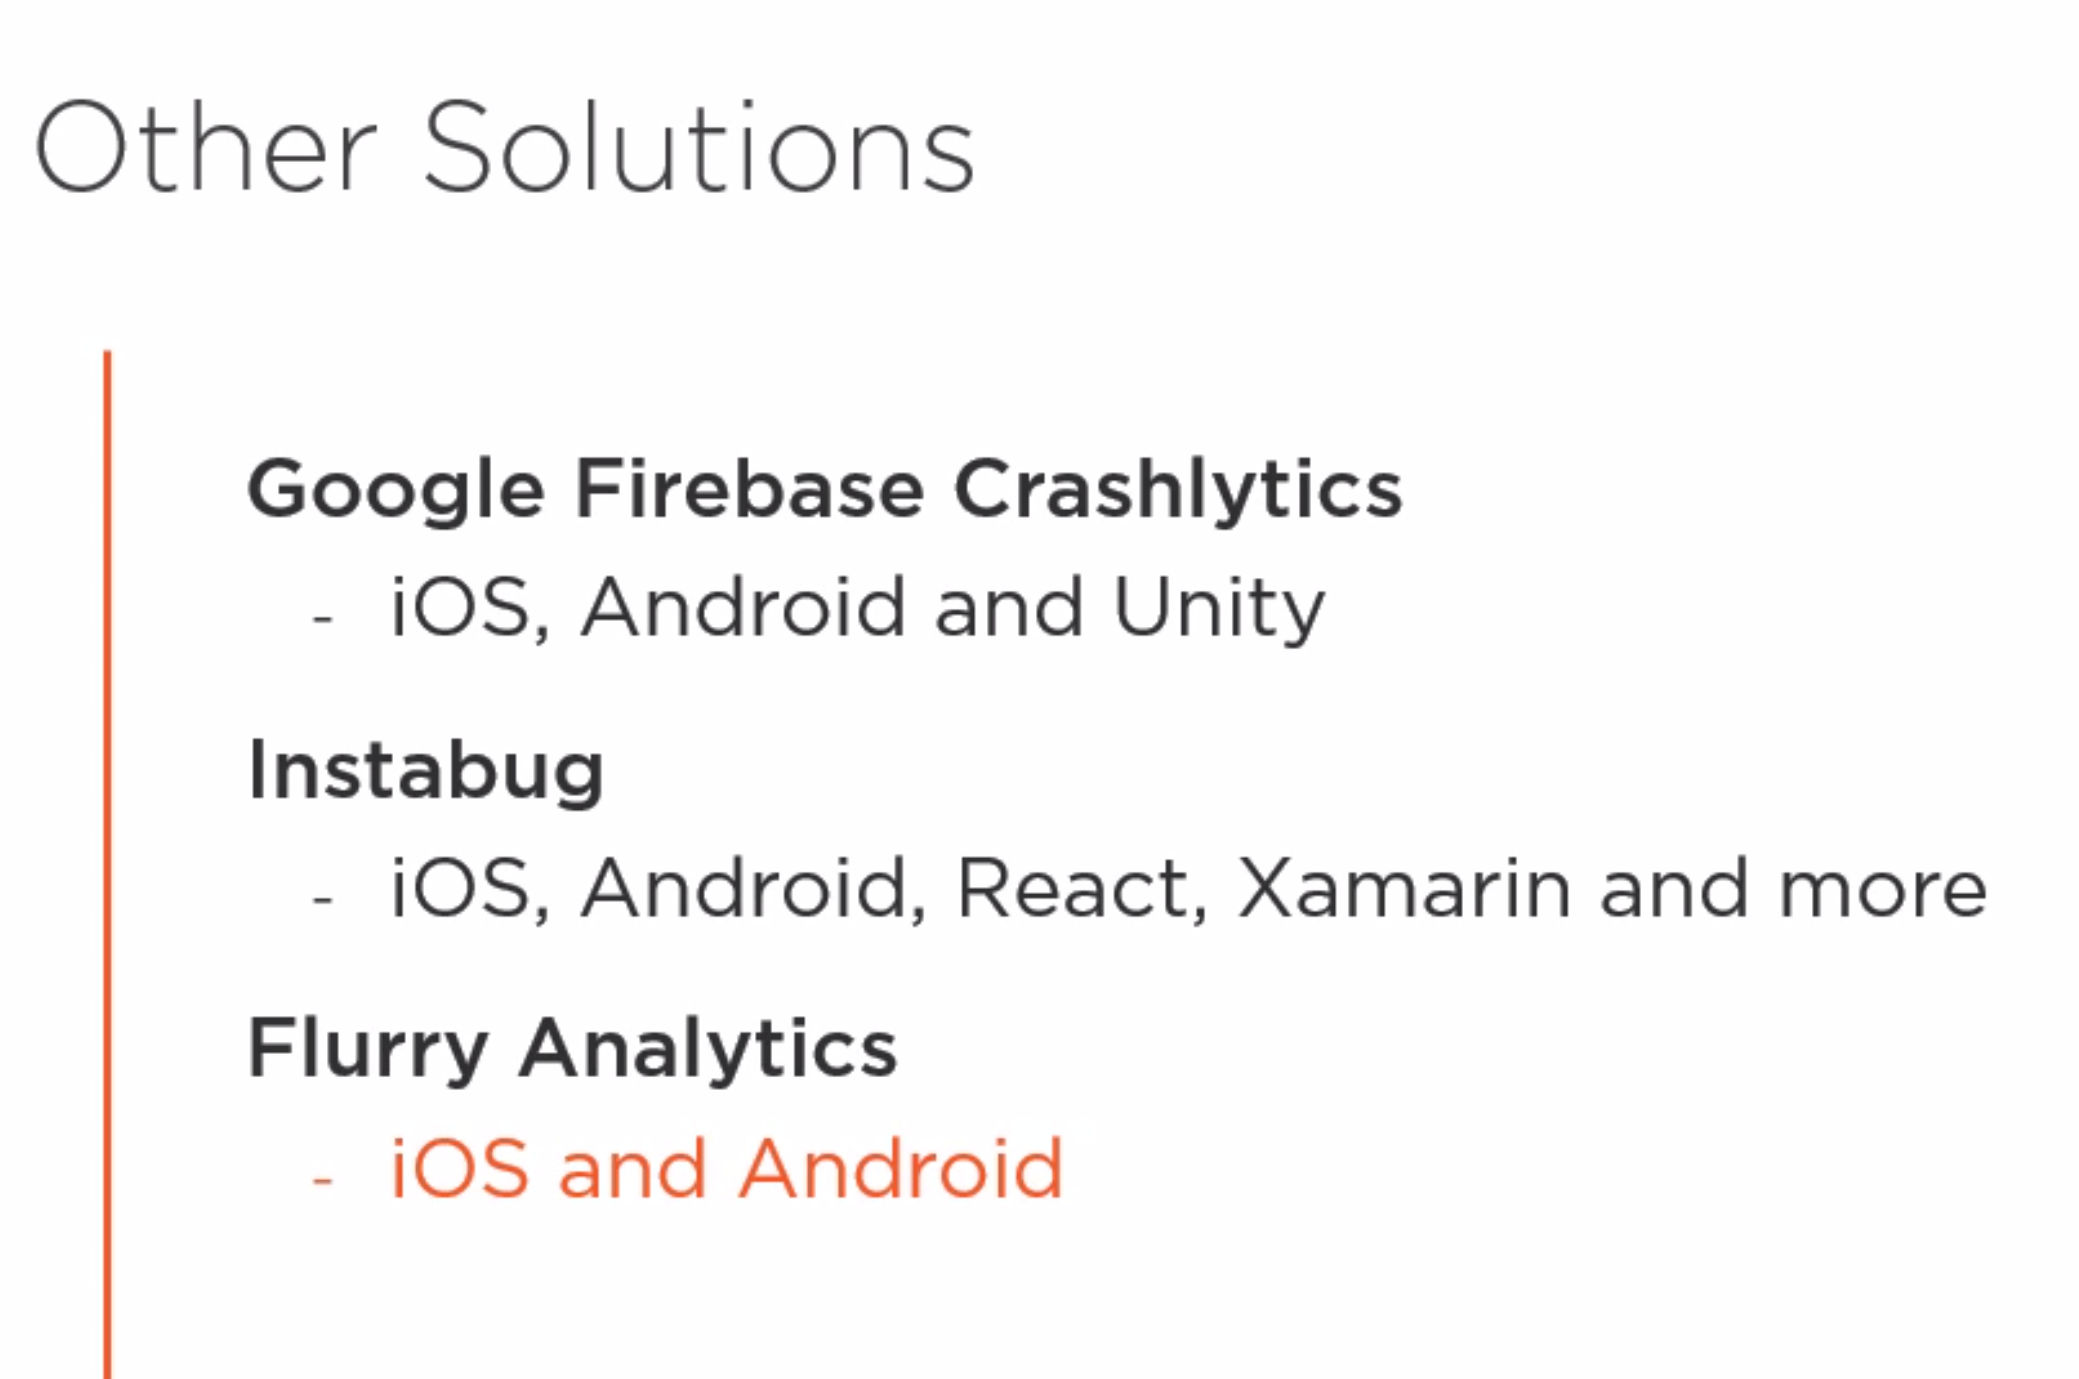 Other Solutions
Google Firebase Crashlytics
- iOS, Android and Unity
Instabug
- iOS, Android, React, Xamarin and more
Flurry Analytics
- iOS and Android